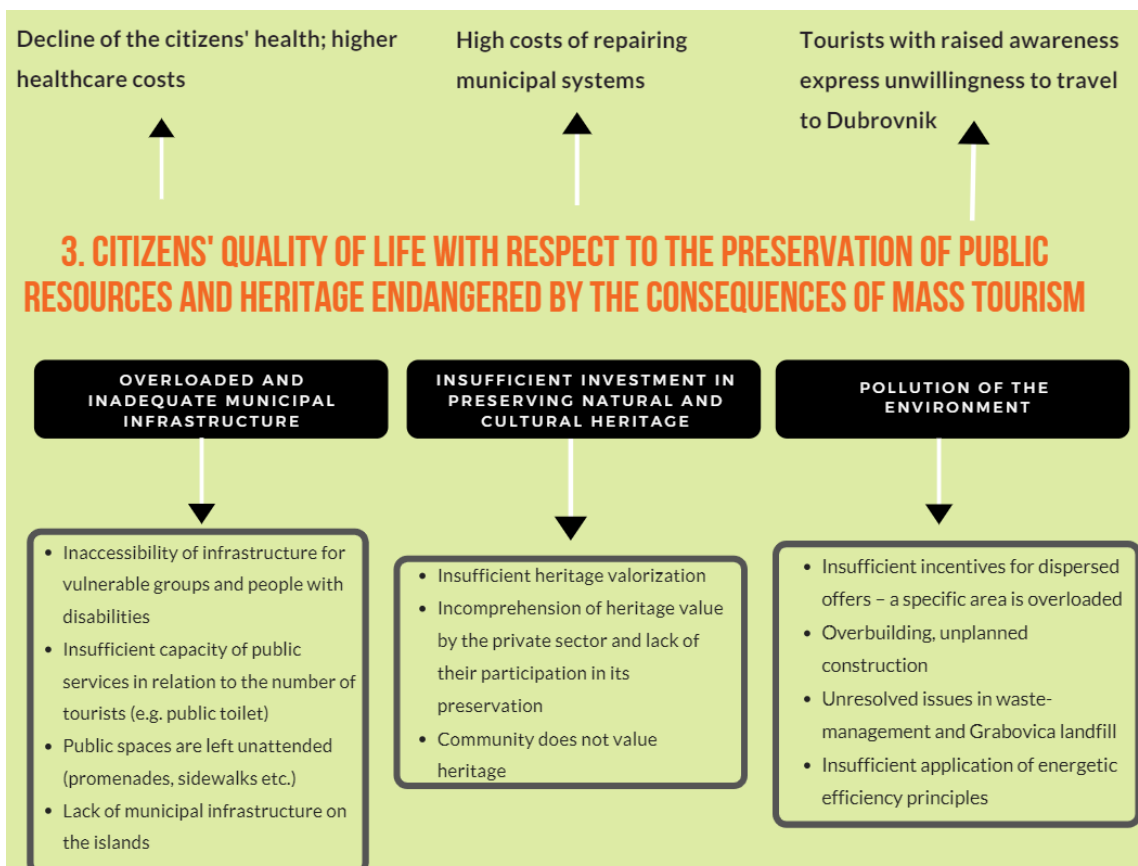 Decline of the citizens' health; higher
healthcare costs
High costs of repairing
municipal systems
Tourists with raised awareness
express unwillingness to travel
to Dubrovnik
3. CITIZENS' QUALITY OF LIFE WITH RESPECT TO THE PRESERVATION OF PUBLIC
RESOURCES AND HERITAGE ENDANGERED BY THE CONSEQUENCES OF MASS TOURISM
OVERLOADED AND
INADEQUATE MUNICIPAL
INFRASTRUCTURE
• Inaccessibility of infrastructure for
vulnerable groups and people with
disabilities
• Insufficient capacity of public
services in relation to the number of
tourists (e.g. public toilet)
• Public spaces are left unattended
(promenades, sidewalks etc.)
• Lack of municipal infrastructure on
the islands
INSUFFICIENT INVESTMENT IN
PRESERVING NATURAL AND
CULTURAL HERITAGE
• Insufficient heritage valorization
• Incomprehension of heritage value
by the private sector and lack of
their participation in its
preservation
• Community does not value
heritage
POLLUTION OF THE
ENVIRONMENT
• Insufficient incentives for dispersed
offers – a specific area is overloaded
• Overbuilding, unplanned
construction
• Unresolved issues in waste-
management and Grabovica landfill
• Insufficient application of energetic
efficiency principles